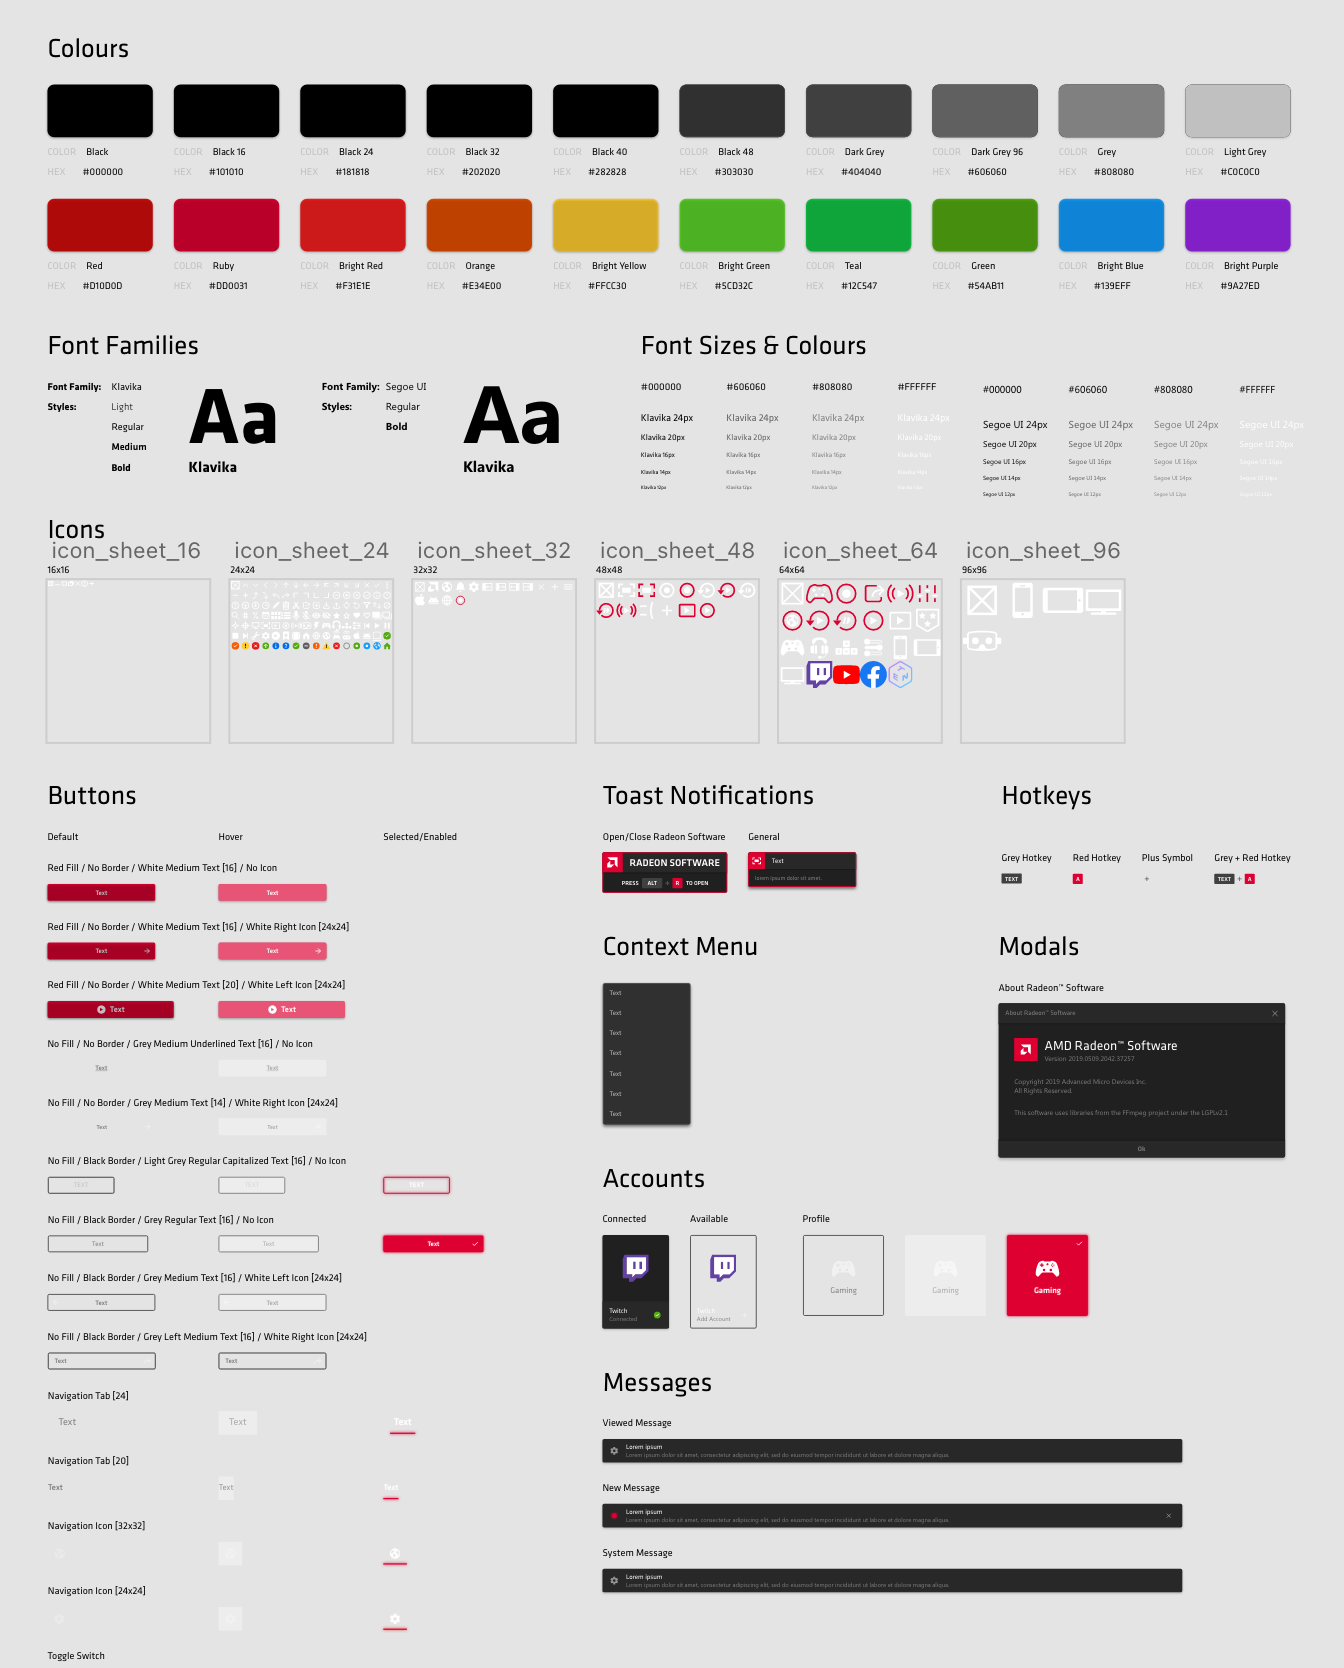 Colours
COLOR Black COLOR Black 16 COLOR Black 24 COLOR Black 32 COLOR Black 40 COLOR Black 48 COLOR Dark Grey COLOR Dark Grey 96 COLOR Grey COLOR Light Grey
HEX #000000 HEX #101010 HEX #181818 HEX #202020 HEX #282828 HEX #303030 HEX #404040 HEX #606060 HEX #808080 HEX #C0C0C0
COLOR Red COLOR Ruby COLOR Bright Red COLOR Orange COLOR Bright Yellow COLOR Bright Green COLOR Teal COLOR Green COLOR Bright Blue COLOR Bright Purple
HEX #D10D0D HEX #DD0031 HEX #F31E1E HEX #E34E00 HEX #FFCC30 HEX #5CD32C HEX #12C547 HEX #54AB11 HEX #139EFF HEX #9A27ED
Font Families
Font Family: Klavika
Styles: Light
Regular
Medium
Bold
Aa
Klavika
Font Family: Segoe UI
Styles: Regular
Bold
Aa
Klavika
Font Sizes & Colours
#000000 #606060 #808080 #FFFFFF
Klavika 24px Klavika 24px Klavika 24px Klavika 24px
Klavika 20px Klavika 20px Klavika 20px Klavika 20px
Klavika 16px Klavika 16px Klavika 16px Klavika 16px
Klavika 14px Klavika 14px Klavika 14px
Klavika 12px Klavika 12px Klavika 12px
#000000 #606060 #808080 #FFFFFF
Segoe UI 24px Segoe UI 24px Segoe UI 24px Segoe UI 24px
Segoe UI 20px Segoe UI 20px Segoe UI 20px Segoe UI 20px
Segoe UI 16px Segoe UI 16px Segoe UI 16px Segoe UI 16px
Segoe UI 14px Segoe UI 14px Segoe UI 14px
Segoe UI 12px Segoe UI 12px Segoe UI 12px
Icons
icon_sheet_16 icon_sheet_24 icon_sheet_32 icon_sheet_48 icon_sheet_64 icon_sheet_96
16x16 24x24 32x32 48x48 64x64 96x96
Buttons
Default Hover Selected/Enabled
Red Fill / No Border / White Medium Text [16] / No Icon
Text Text
Red Fill / No Border / White Medium Text [16] / White Right Icon [24x24]
Text Text
Red Fill / No Border / White Medium Text [20] / White Left Icon [24x24]
Text Text
No Fill / No Border / Grey Medium Underlined Text [16] / No Icon
Text Text
No Fill / No Border / Grey Medium Text [14] / White Right Icon [24x24]
Text Text
No Fill / Black Border / Light Grey Regular Capitalized Text [16] / No Icon
TEXT TEXT TEXT
No Fill / Black Border / Grey Regular Text [16] / No Icon
Text Text Text
No Fill / Black Border / Grey Medium Text [16] / White Left Icon [24x24]
Text Text
No Fill / Black Border / Grey Left Medium Text [16] / White Right Icon [24x24]
Text Text
Navigation Tab [24]
Text Text Text
Navigation Tab [20]
Text Text Text
Navigation Icon [32x32]
Navigation Icon [24x24]
Toggle Switch
Toast Notifications
Open/Close Radeon Software General
RADEON SOFTWARE
PRESS ALT + R TO OPEN
Text
lorem ipsum dolor sit amet.
Hotkeys
Grey Hotkey Red Hotkey Plus Symbol Grey + Red Hotkey
TEXT A + TEXT + A
Context Menu
Text
Text
Text
Text
Text
Text
Text
Modals
About Radeon™ Software
About Radeon™ Software
AMD Radeon™ Software
Version 2019.0509.2042.37257
Copyright 2019 Advanced Micro Devices Inc.
All Rights Reserved.
This software uses libraries from the FFmpeg project under the LGPLv2.1
Ok
Accounts
Connected Available Profile
Twitch
Connected
Twitch
Add Account
Gaming Gaming Gaming
Messages
Viewed Message
Lorem ipsum
Lorem ipsum dolor sit amet, consectetur adipiscing elit, sed do eiusmod tempor incididunt ut labore et dolore magna aliqua.
New Message
Lorem ipsum
Lorem ipsum dolor sit amet, consectetur adipiscing elit, sed do eiusmod tempor incididunt ut labore et dolore magna aliqua.
System Message
Lorem ipsum
Lorem ipsum dolor sit amet, consectetur adipiscing elit, sed do eiusmod tempor incididunt ut labore et dolore magna aliqua.